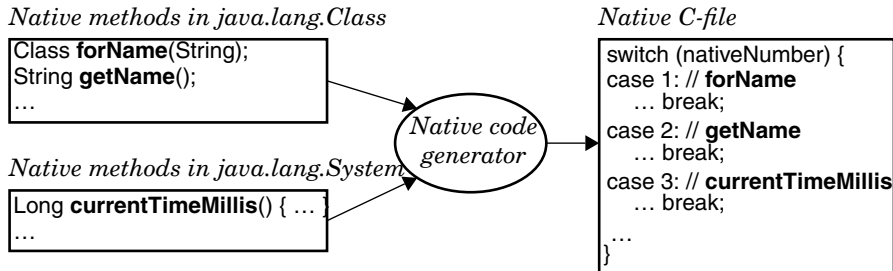 Native methods in java.lang.Class
Class forName(String);
String getName();
…
Native methods in java.lang.System
Long currentTimeMillis() { … }
…
Native code
generator
Native C-file
switch (nativeNumber) {
case 1: // forName
… break;
case 2: // getName
… break;
case 3: // currentTimeMillis
… break;
…
}